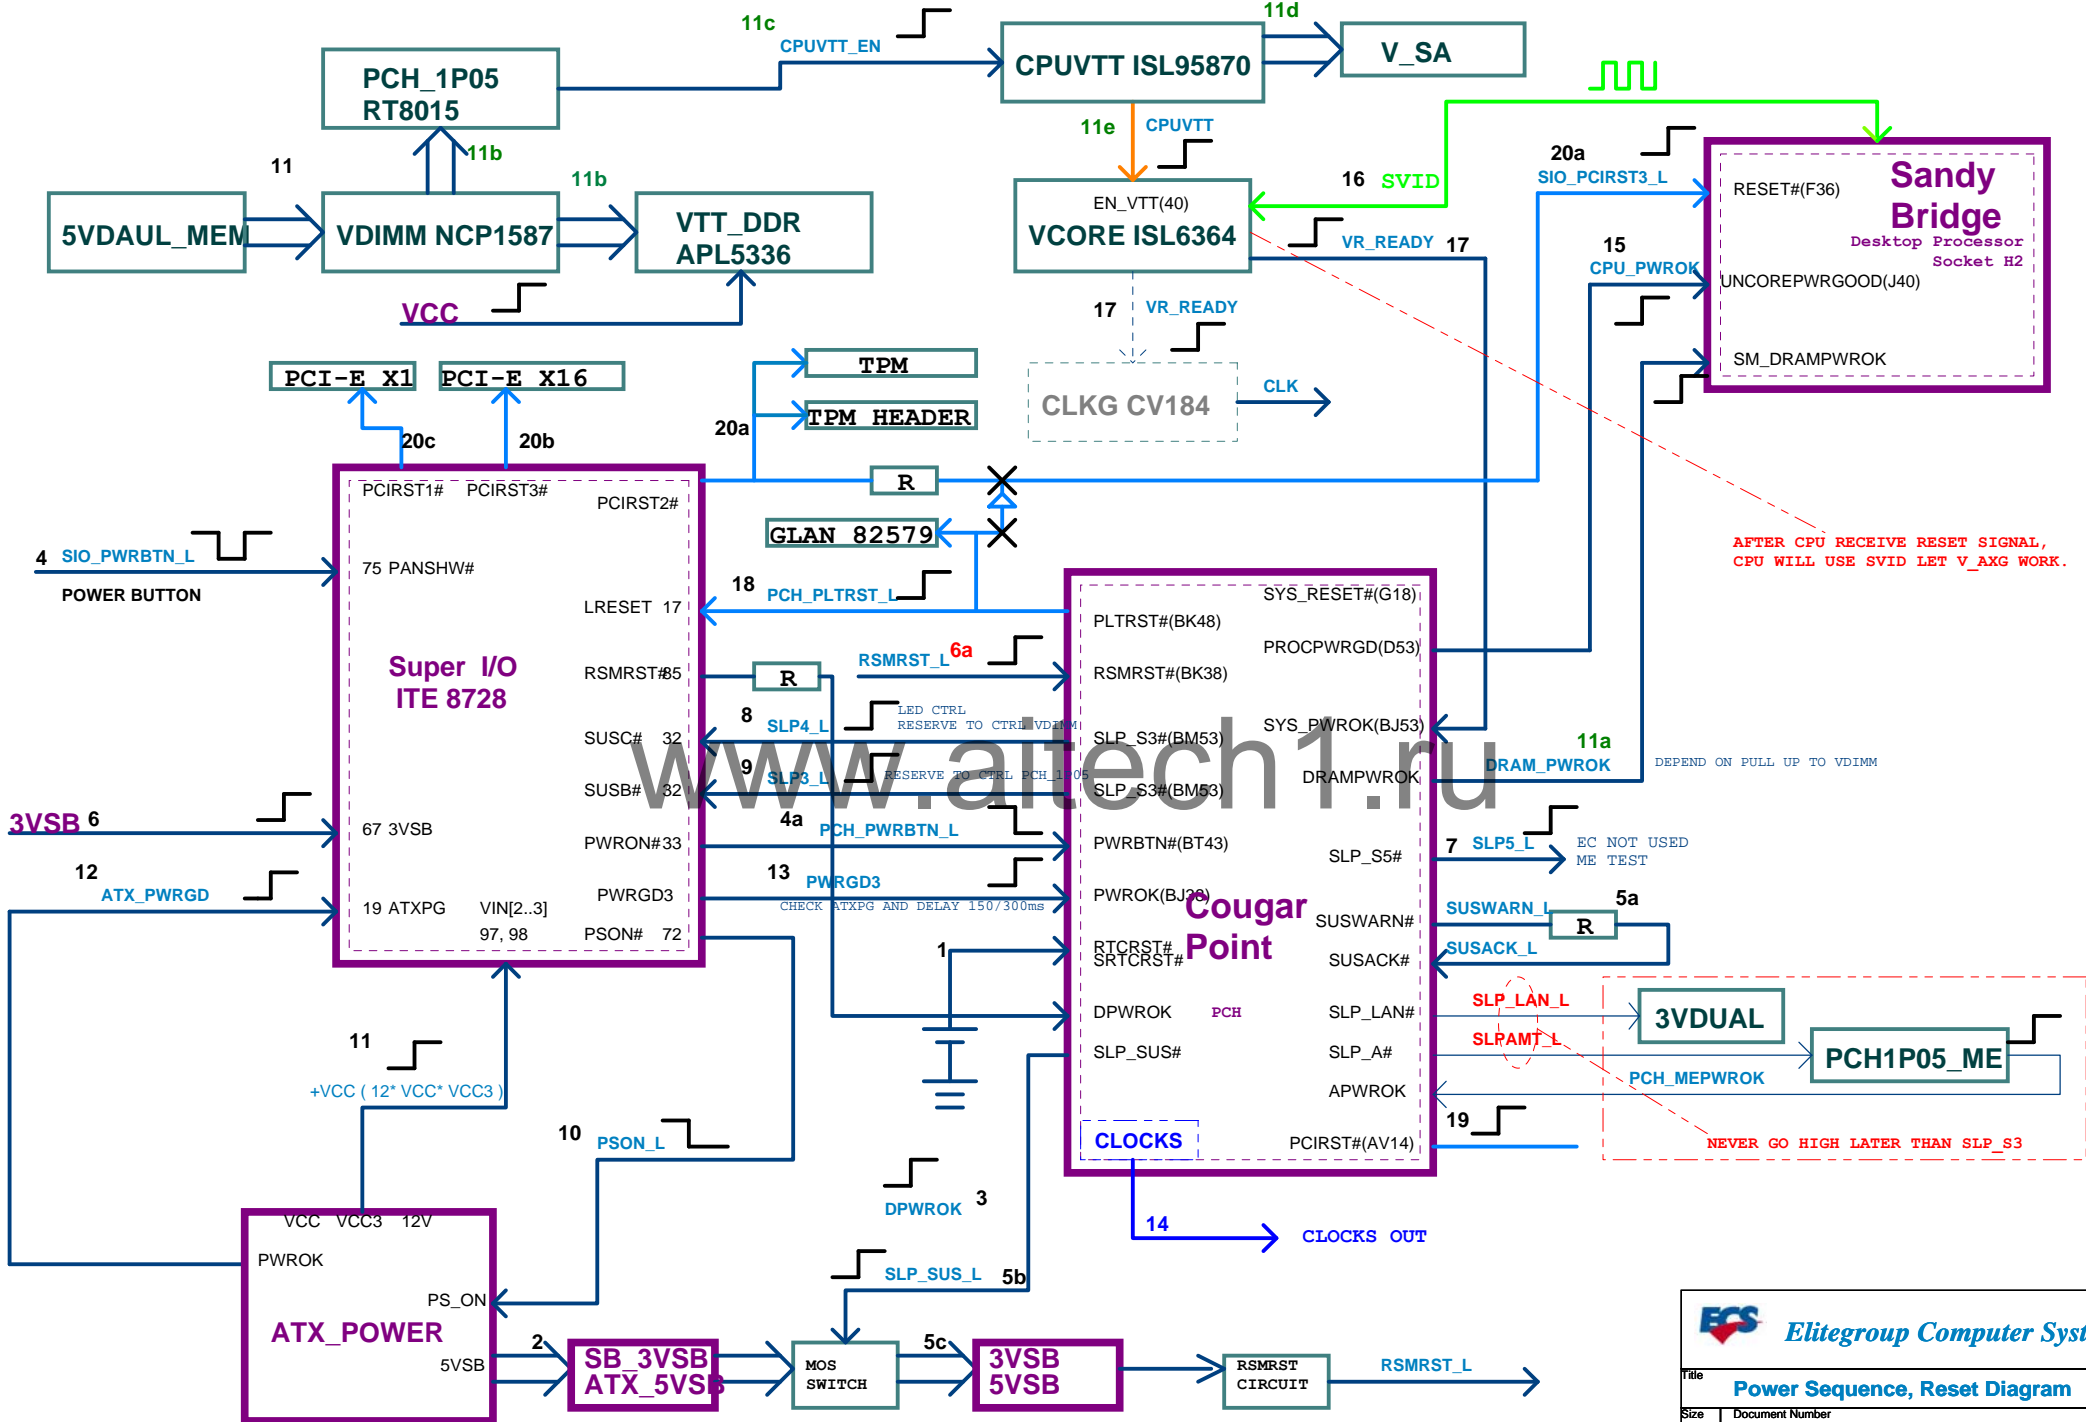 11c
11d
CPUVTT_EN
PCH_1P05
RT8015
CPUVTT ISL95870
V_SA
11
11b
11b
11e
CPUVTT
20a
SIO_PCIRST3_L
16 SVID
5VDAUL_MEM
VDIMM NCP1587
VTT_DDR
APL5336
EN_VTT(40)
VCORE ISL6364
VR_READY 17
RESET#(F36)
Sandy
Bridge
Desktop Processor
Socket H2
15
CPU_PWROK
UNCOREPWRGOOD(J40)
VCC
17
VR_READY
SM_DRAMPWROK
PCI-E X1
PCI-E X16
TPM
TPM HEADER
CLKG CV184
CLK
20c
20b
20a
R
PCIRST1#
PCIRST3#
PCIRST2#
GLAN 82579
AFTER CPU RECEIVE RESET SIGNAL,
CPU WILL USE SVID LET V_AXG WORK.
4 SIO_PWRBTN_L
POWER BUTTON
75 PANSHW#
18 PCH_PLTRST_L
LRESET 17
SYS_RESET#(G18)
PLTRST#(BK48)
PROCPWRGD(D53)
Super I/O
ITE 8728
RSMRST# 85
R
RSMRST_L 6a
RSMRST#(BK38)
8 SLP4_L
LED CTRL
RESERVE TO CTRL VDIMM
SUSC# 32
SLP_S3#(BM53)
SYS_PWROK(BJ53)
www.aitech1.ru
11a
DRAM_PWROK
DEPEND ON PULL UP TO VDIMM
9 SLP3_L
RESERVE TO CTRL PCH_1P05
SUSB# 32
SLP_S3#(BM53)
DRAMPWROK
3VSB 6
67 3VSB
4a PCH_PWRBTN_L
PWRON# 33
PWRBTN#(BT43)
SLP_S5#
7 SLP5_L
EC NOT USED
ME TEST
12
ATX_PWRGD
13 PWRGD3
CHECK ATXPG AND DELAY 150/300ms
PWRGD3
PWROK(BJ38)
19 ATXPG
VIN[2..3]
97, 98
PSON# 72
Cougar
Point
PCH
SUSWARN#
SUSWARN_L
5a
R
1
RTCRST#
SRTCRST#
SUSACK#
SUSACK_L
DPWROK
SLP_LAN#
SLP_LAN_L
3VDUAL
SLP_SUS#
SLP_A#
SLPAMT_L
PCH1P05_ME
PCH_MEPWROK
APWROK
11
+VCC ( 12* VCC* VCC3 )
10 PSON_L
CLOCKS
PCIRST#(AV14)
19
NEVER GO HIGH LATER THAN SLP_S3
DPWROK 3
14
CLOCKS OUT
VCC VCC3 12V
PWROK
PS_ON
ATX_POWER
5VSB
SLP_SUS_L 5b
2
SB_3VSB
ATX_5VSB
MOS
SWITCH
5c
3VSB
5VSB
RSMRST
CIRCUIT
RSMRST_L
ECS
Elitegroup Computer Syst
Title
Power Sequence, Reset Diagram
Size
Document Number